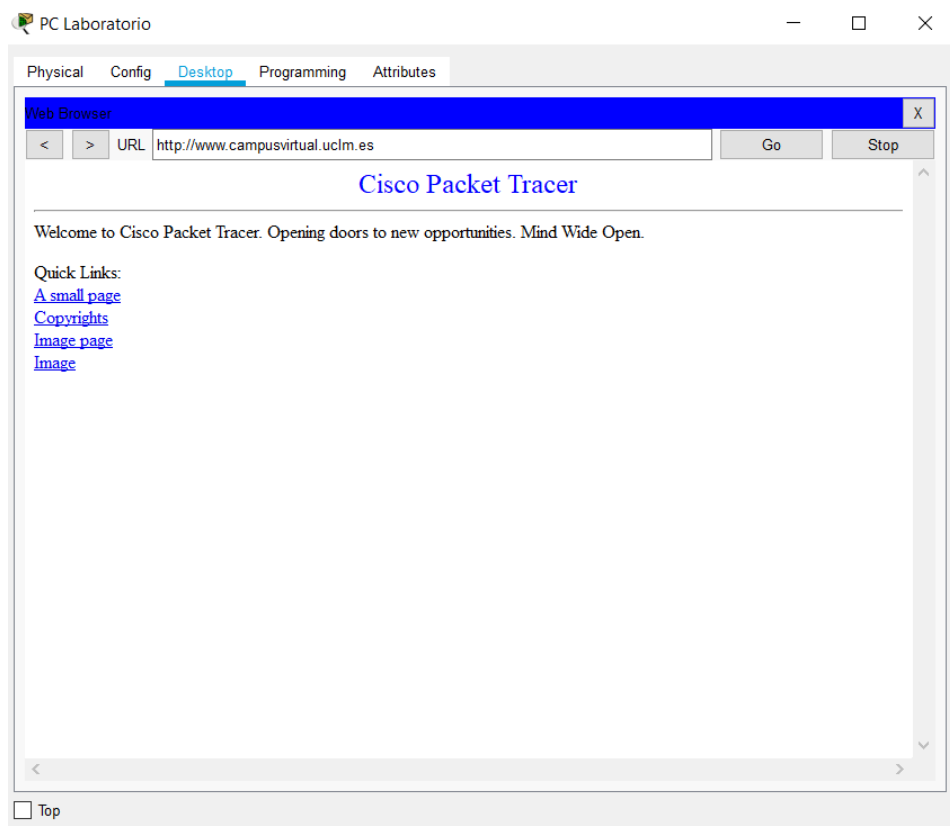 PC Laboratorio
Physical Config Desktop Programming Attributes
Web Browser X
< > URL http://www.campusvirtual.uclm.es Go Stop
Cisco Packet Tracer
Welcome to Cisco Packet Tracer. Opening doors to new opportunities. Mind Wide Open.
Quick Links:
A small page
Copyrights
Image page
Image
Top